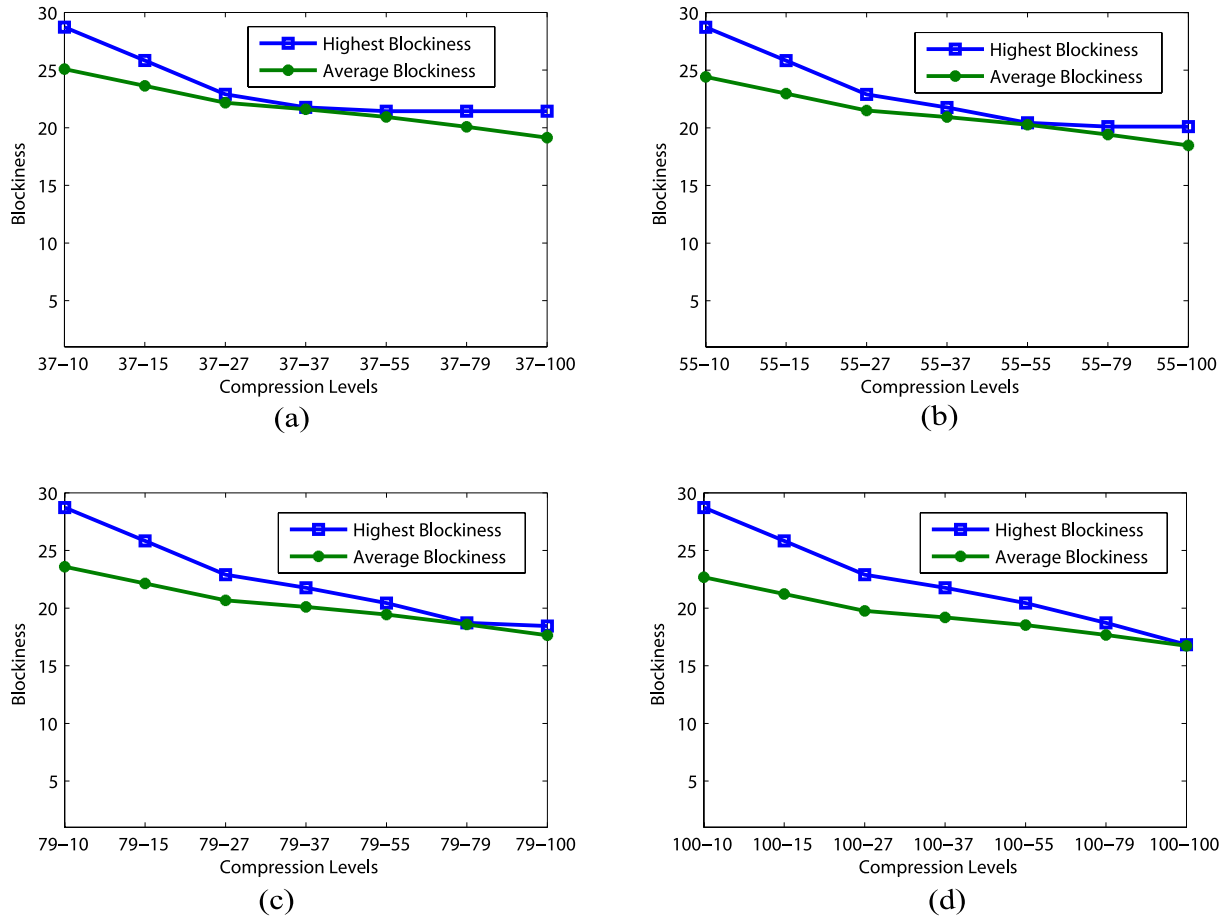 30
25
20
15
10
5
Blockiness
Highest Blockiness
Average Blockiness
37–10 37–15 37–27 37–37 37–55 37–79 37–100
Compression Levels
(a)
30
25
20
15
10
5
Blockiness
Highest Blockiness
Average Blockiness
55–10 55–15 55–27 55–37 55–55 55–79 55–100
Compression Levels
(b)
30
25
20
15
10
5
Blockiness
Highest Blockiness
Average Blockiness
79–10 79–15 79–27 79–37 79–55 79–79 79–100
Compression Levels
(c)
30
25
20
15
10
5
Blockiness
Highest Blockiness
Average Blockiness
100–10 100–15 100–27 100–37 100–55 100–79 100–100
Compression Levels
(d)